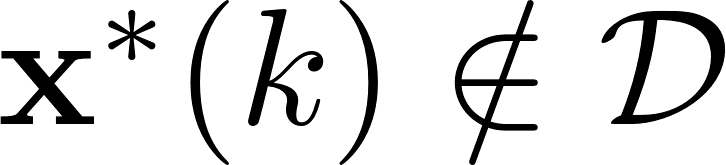 𝐱*(k) ∉ 𝒟